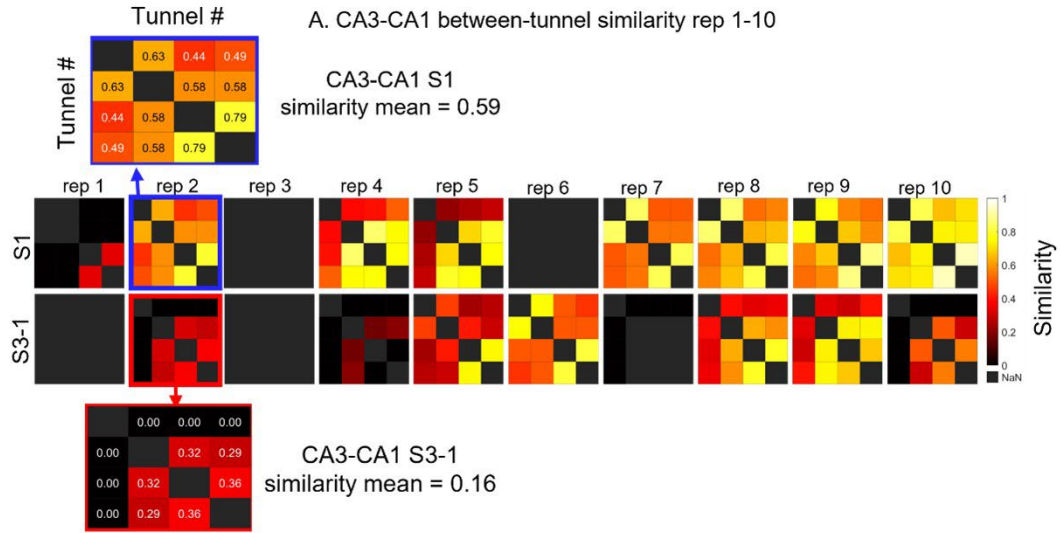 Tunnel #
A. CA3-CA1 between-tunnel similarity rep 1-10
Tunnel #
0.63 0.44 0.49
0.63 0.58 0.58
0.44 0.58 0.79
0.49 0.58 0.79
CA3-CA1 S1
similarity mean = 0.59
rep 1 rep 2 rep 3 rep 4 rep 5 rep 6 rep 7 rep 8 rep 9 rep 10
S1
S3-1
1
0.8
0.6
0.4
0.2
0
NaN
Similarity
0.00 0.00 0.00
0.00 0.32 0.29
0.00 0.32 0.36
0.00 0.29 0.36
CA3-CA1 S3-1
similarity mean = 0.16